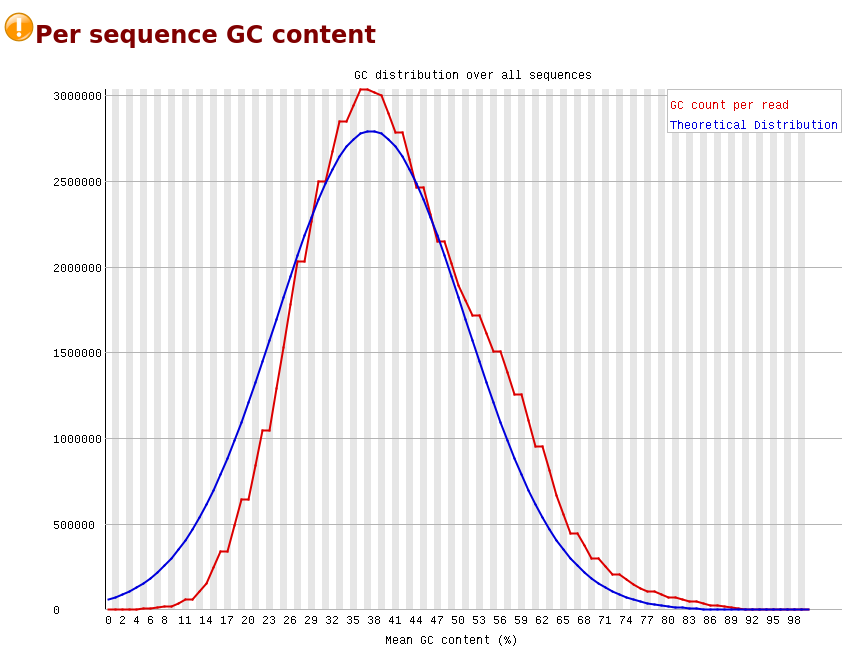 Per sequence GC content
GC distribution over all sequences
GC count per read
Theoretical Distribution
3000000
2500000
2000000
1500000
1000000
500000
0
0 2 4 6 8 11 14 17 20 23 26 29 32 35 38 41 44 47 50 53 56 59 62 65 68 71 74 77 80 83 86 89 92 95 98
Mean GC content (%)